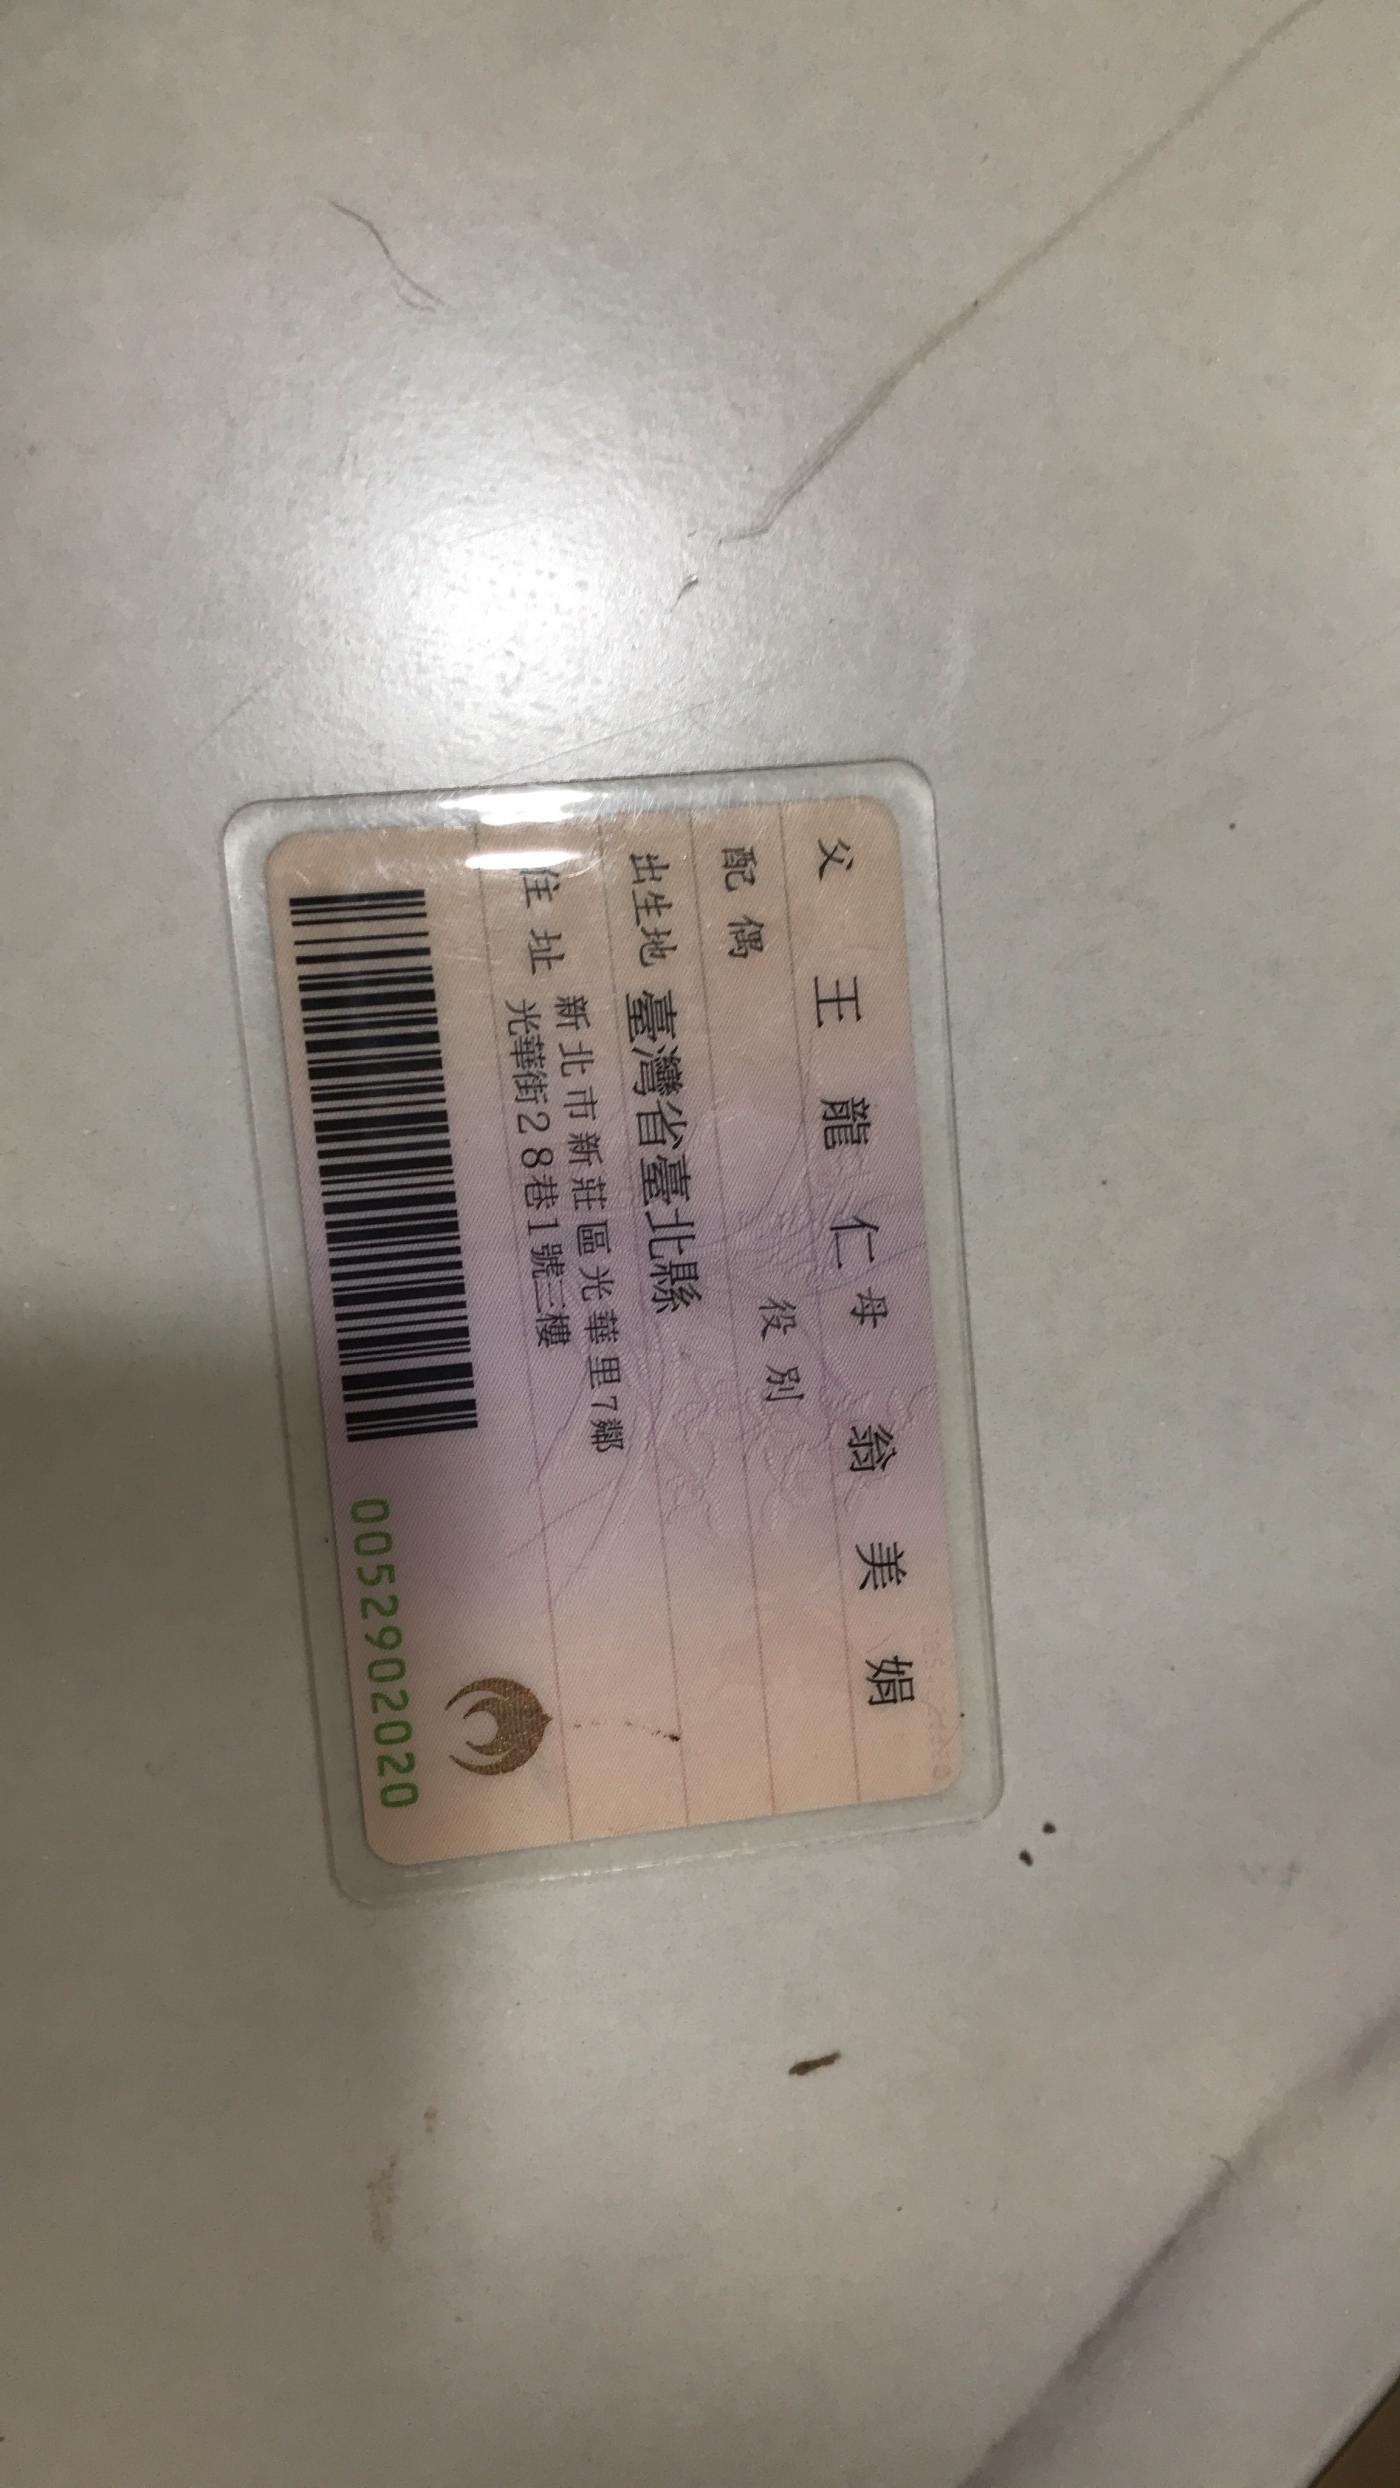 父 王龍仁 母 翁美娟
配偶 役別
出生地 臺灣省臺北縣
住址 新北市新莊區光華里7鄰
光華街28巷1號三樓
0052902020